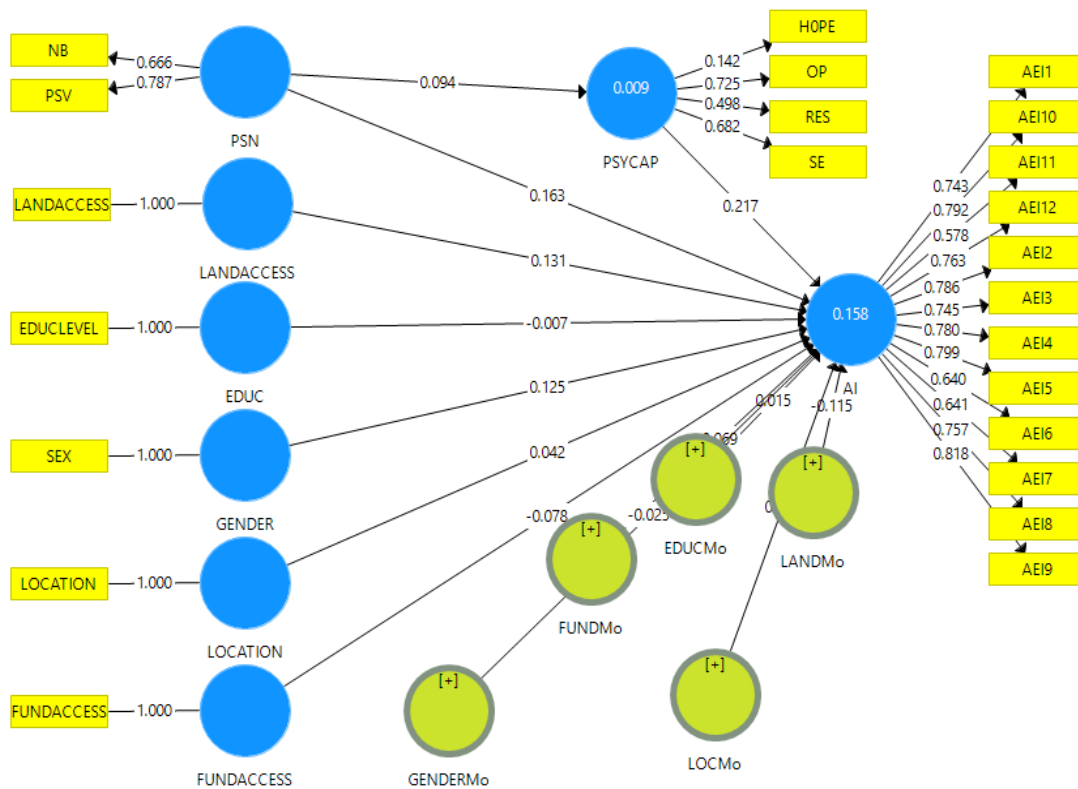 NB
PSV
0.666
0.787
PSN
0.094
0.009
PSYCAP
0.142
0.725
0.498
0.682
H0PE
OP
RES
SE
0.163
0.217
LANDACCESS
1.000
LANDACCESS
0.131
EDUCLEVEL
1.000
EDUC
-0.007
SEX
1.000
GENDER
0.125
LOCATION
1.000
LOCATION
0.042
FUNDACCESS
1.000
FUNDACCESS
-0.078
0.158
AI
0.015
-0.115
-0.025
[+]
EDUCMo
[+]
LANDMo
[+]
FUNDMo
[+]
GENDERMo
[+]
LOCMo
0.743
0.792
0.578
0.763
0.786
0.745
0.780
0.799
0.640
0.641
0.757
0.818
AEI1
AEI10
AEI11
AEI12
AEI2
AEI3
AEI4
AEI5
AEI6
AEI7
AEI8
AEI9